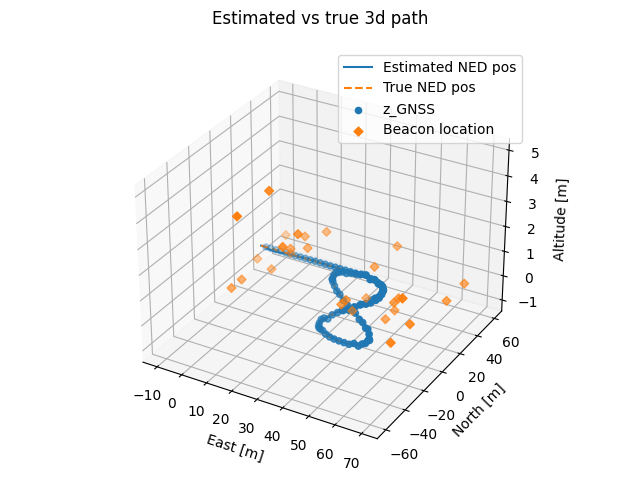 Estimated vs true 3d path
Estimated NED pos
True NED pos
z_GNSS
Beacon location
5
4
3
2
1
0
−1
Altitude [m]
−10
0
10
20
30
40
50
60
70
East [m]
−60
−40
−20
0
20
40
60
North [m]